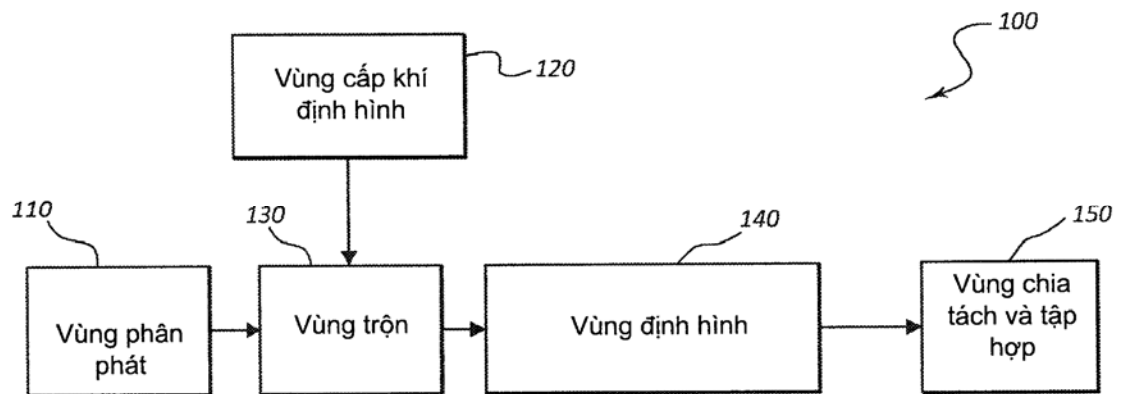 100
Vùng cấp khí
định hình
120
110
Vùng phân
phát
130
Vùng trộn
140
Vùng định hình
150
Vùng chia
tách và tập
hợp